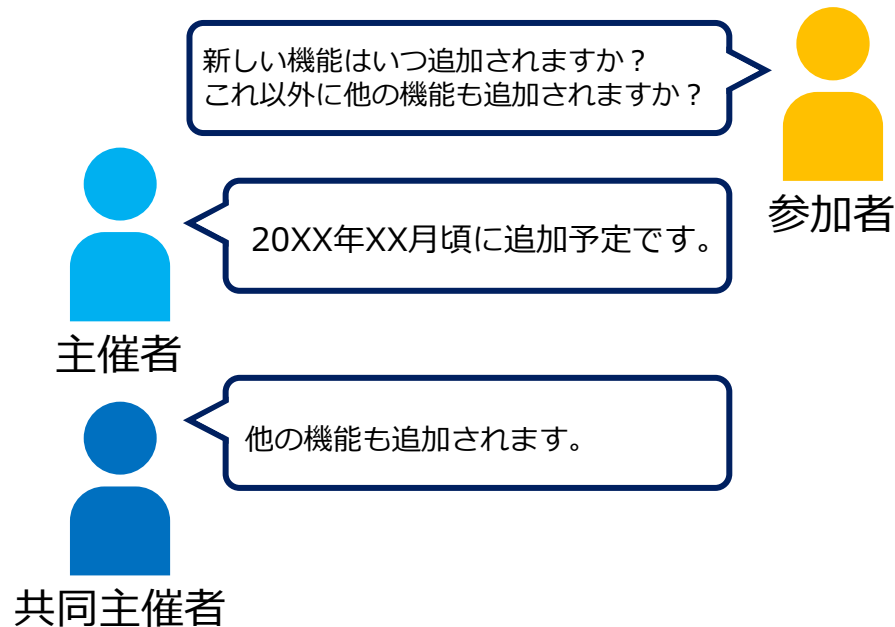 新しい機能はいつ追加されますか？
これ以外に他の機能も追加されますか？
参加者
20XX年XX月頃に追加予定です。
主催者
他の機能も追加されます。
共同主催者